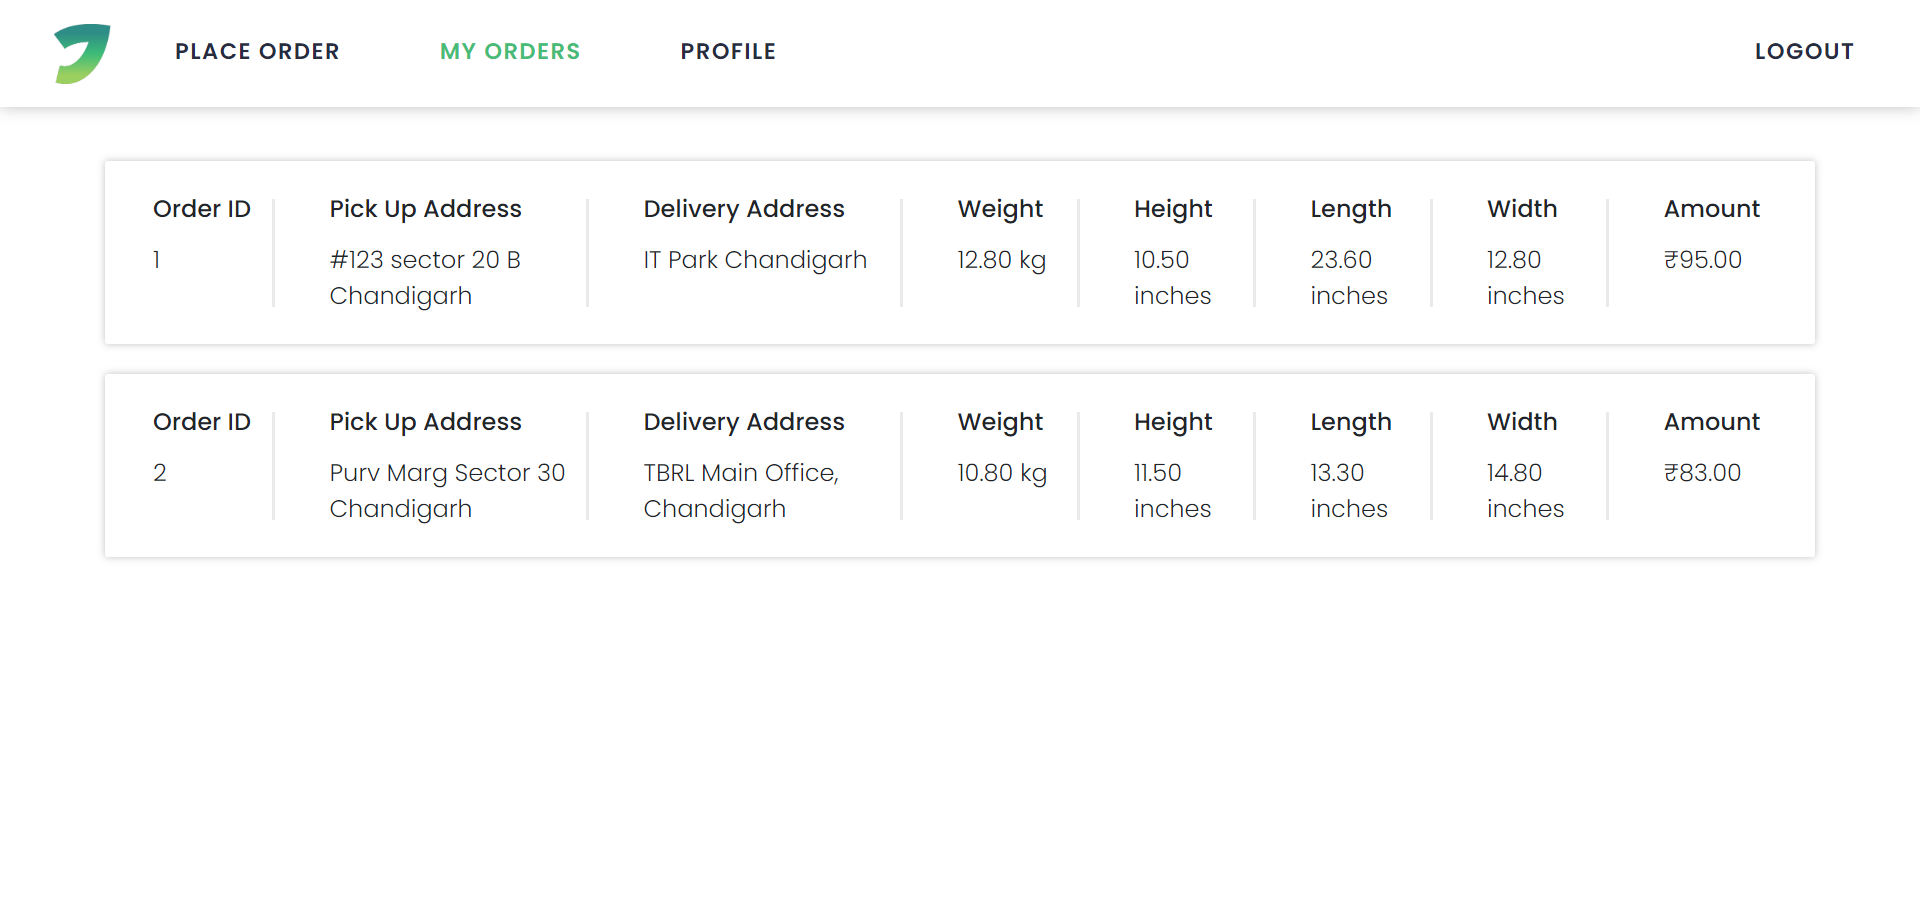 PLACE ORDER MY ORDERS PROFILE LOGOUT
Order ID Pick Up Address Delivery Address Weight Height Length Width Amount
1 #123 sector 20 B IT Park Chandigarh 12.80 kg 10.50 23.60 12.80 ₹95.00
Chandigarh inches inches inches
Order ID Pick Up Address Delivery Address Weight Height Length Width Amount
2 Purv Marg Sector 30 TBRL Main Office, 10.80 kg 11.50 13.30 14.80 ₹83.00
Chandigarh Chandigarh inches inches inches